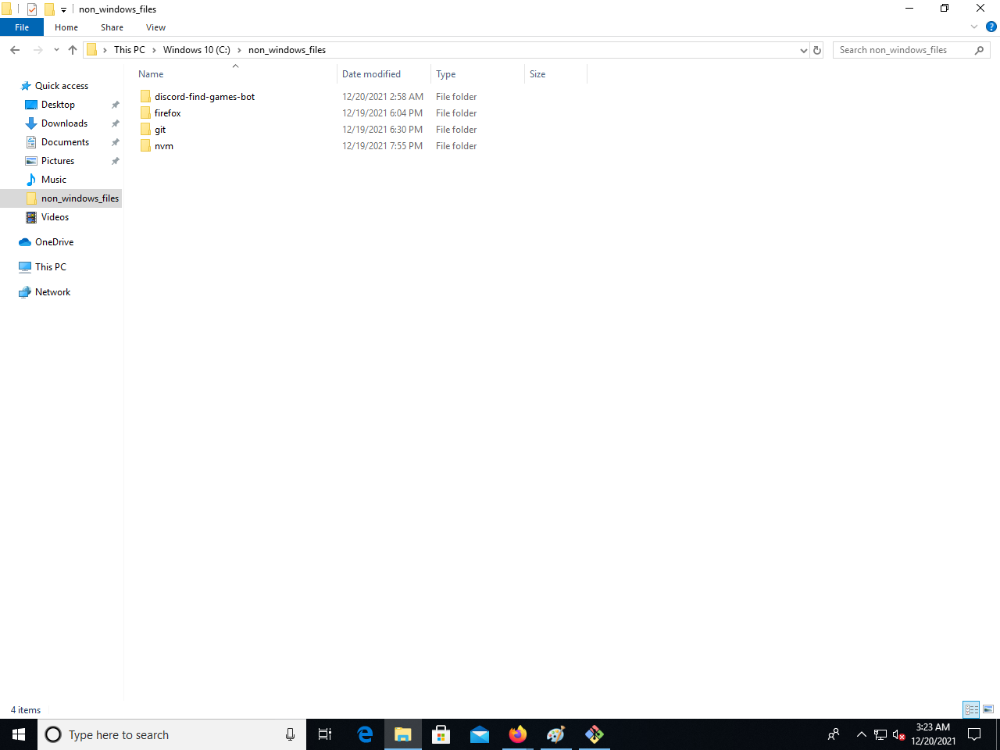 non_windows_files
File Home Share View
This PC Windows 10 (C:) non_windows_files
Search non_windows_files
Name Date modified Type Size
discord-find-games-bot 12/20/2021 2:58 AM File folder
firefox 12/19/2021 6:04 PM File folder
git 12/19/2021 6:30 PM File folder
nvm 12/19/2021 7:55 PM File folder
Quick access
Desktop
Downloads
Documents
Pictures
Music
non_windows_files
Videos
OneDrive
This PC
Network
4 items
Type here to search
3:23 AM
12/20/2021